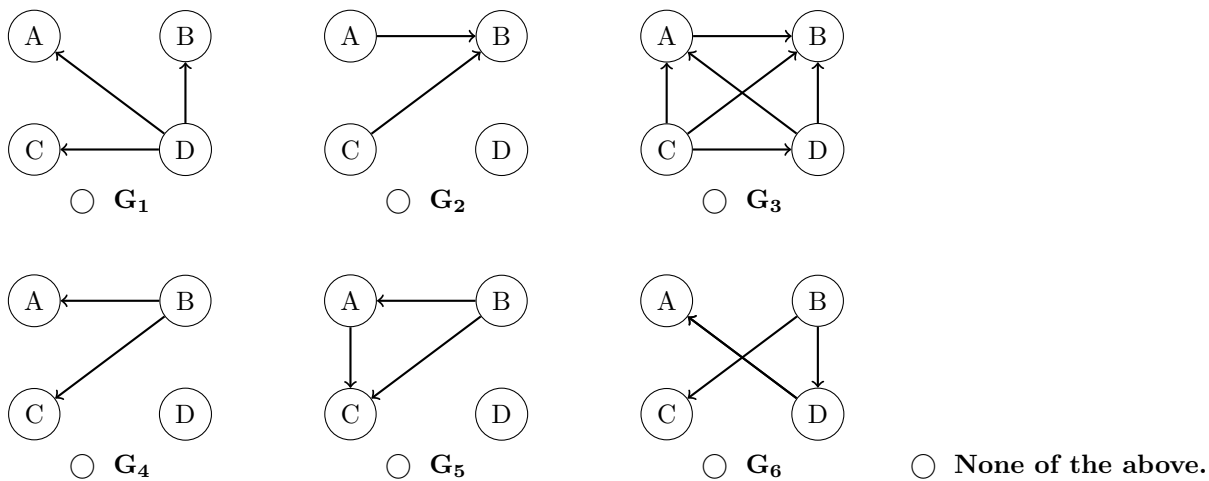 A B A B A B
C D C D C D
G₁ G₂ G₃
A B A B A B
C D C D C D
G₄ G₅ G₆ None of the above.